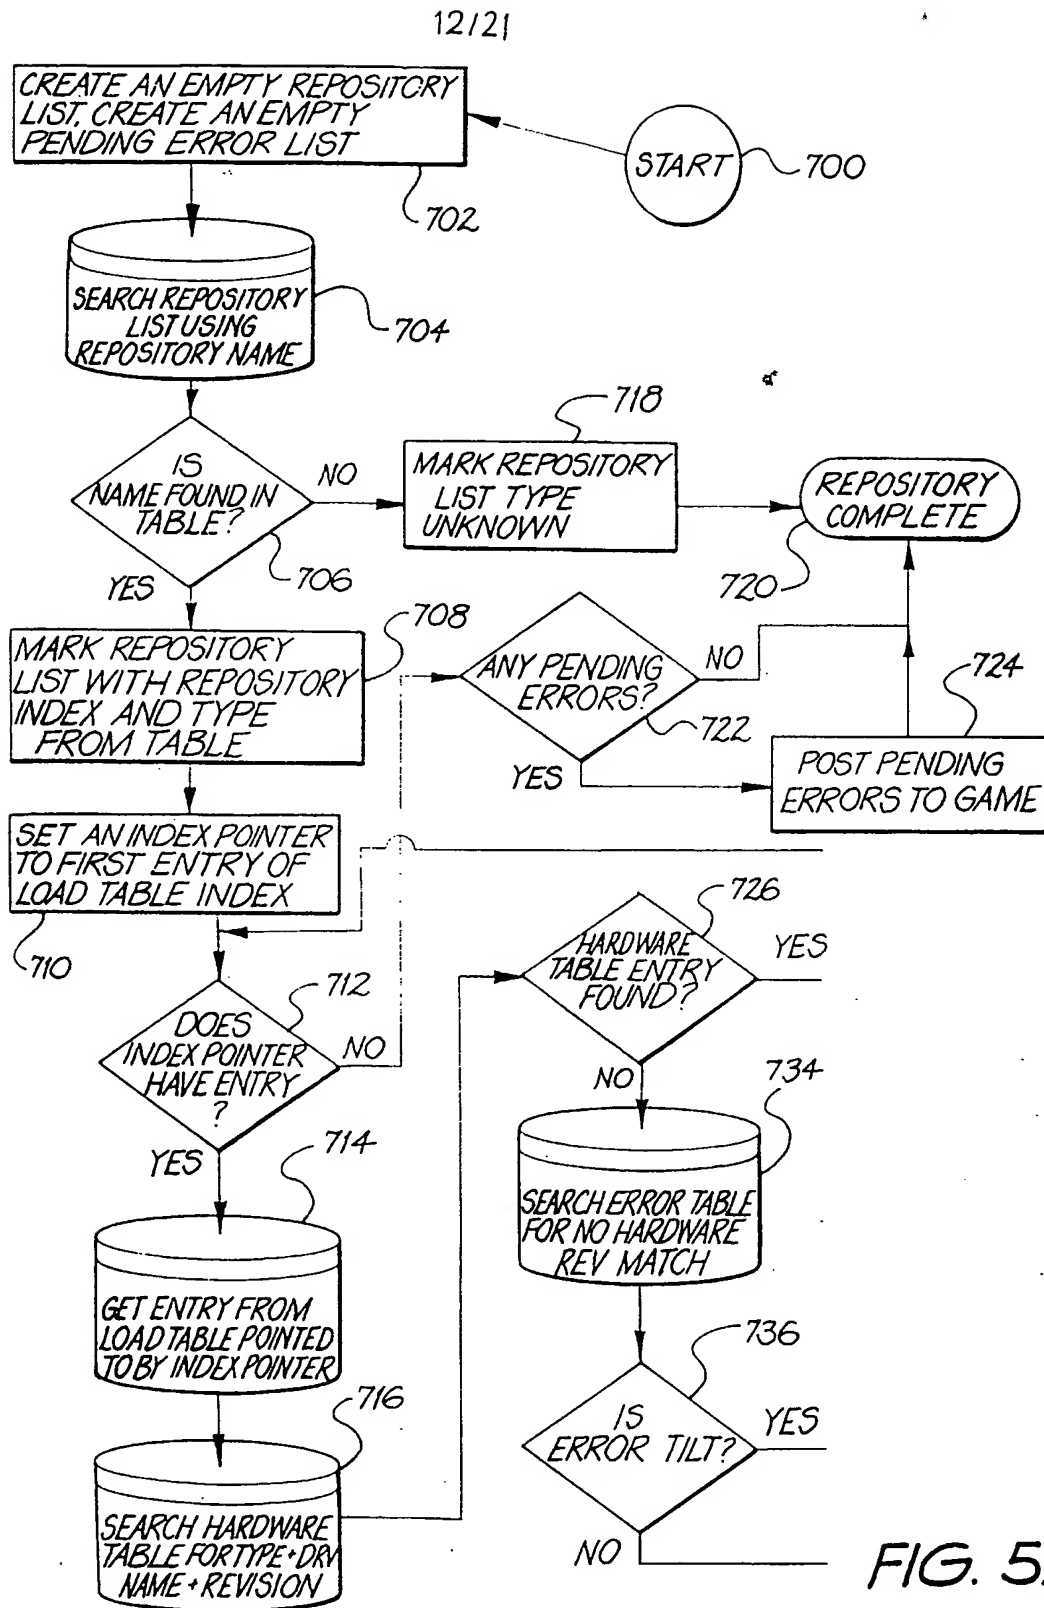 12/21
CREATE AN EMPTY REPOSITORY
LIST, CREATE AN EMPTY
PENDING ERROR LIST
702
START
700
SEARCH REPOSITORY
LIST USING
REPOSITORY NAME
704
IS
NAME FOUND IN
TABLE?
706
NO
YES
718
MARK REPOSITORY
LIST TYPE
UNKNOWN
REPOSITORY
COMPLETE
720
708
MARK REPOSITORY
LIST WITH REPOSITORY
INDEX AND TYPE
FROM TABLE
ANY PENDING
ERRORS?
722
NO
YES
724
POST PENDING
ERRORS TO GAME
SET AN INDEX POINTER
TO FIRST ENTRY OF
LOAD TABLE INDEX
710
712
DOES
INDEX POINTER
HAVE ENTRY
?
NO
YES
714
GET ENTRY FROM
LOAD TABLE POINTED
TO BY INDEX POINTER
716
SEARCH HARDWARE
TABLE FOR TYPE + DRV
NAME + REVISION
726
HARDWARE
TABLE ENTRY
FOUND?
YES
NO
734
SEARCH ERROR TABLE
FOR NO HARDWARE
REV MATCH
736
IS
ERROR TILT?
YES
NO
FIG. 5.